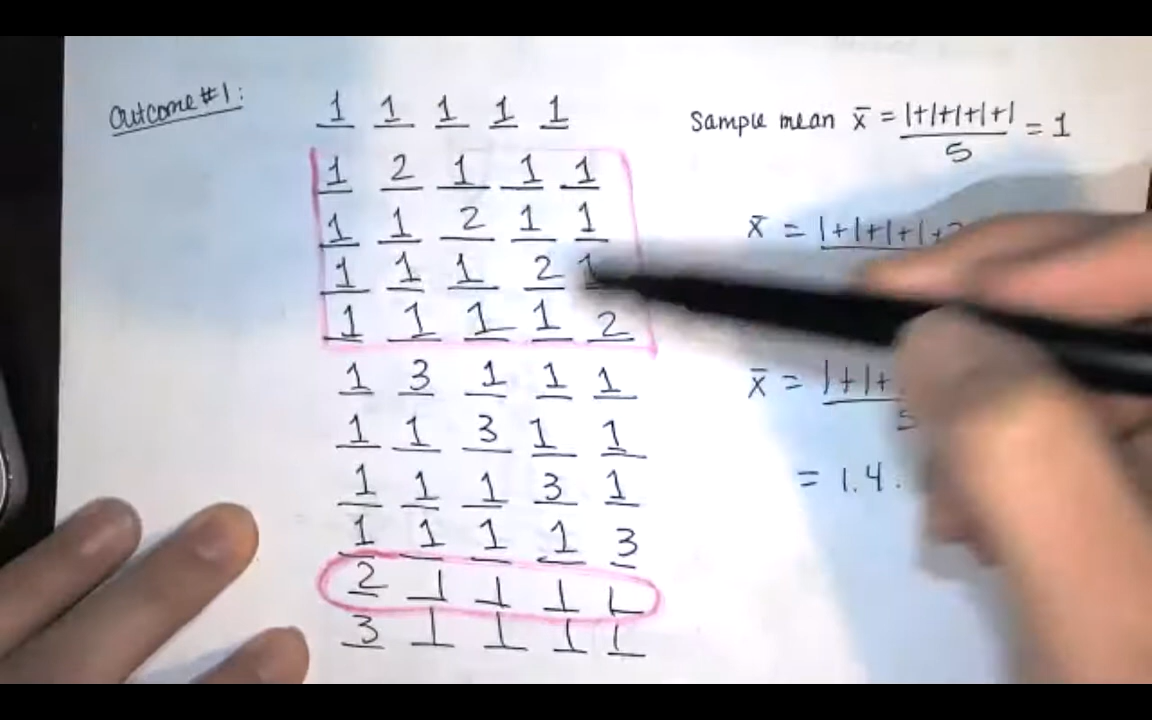 Outcome #1:
1 1 1 1 1
1 2 1 1 1
1 1 2 1 1
1 1 1 2 1
1 1 1 1 2
1 3 1 1 1
1 1 3 1 1
1 1 1 3 1
1 1 1 1 3
2 1 1 1 1
3 1 1 1 1
Sample mean x̄ = 1+1+1+1+1 = 1
5
x̄ = 1+1+1+1+
x̄ = 1+1+
5
= 1.4.